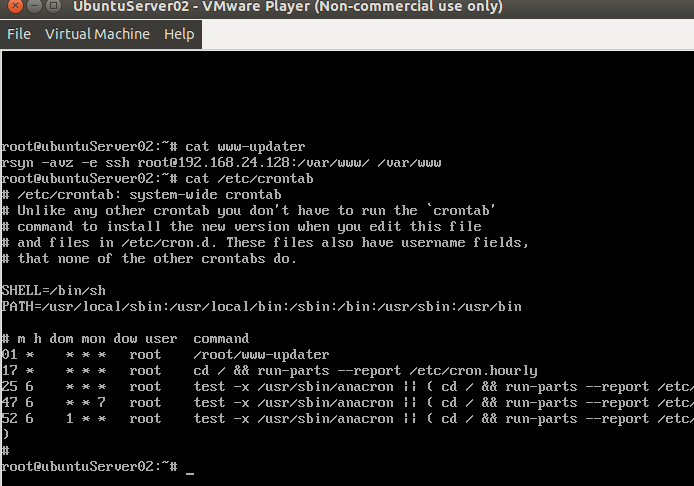 UbuntuServer02 - VMware Player (Non-commercial use only)
File Virtual Machine Help
root@ubuntuServer02:~# cat www-updater
rsyn -avz -e ssh root@192.168.24.128:/var/www/ /var/www
root@ubuntuServer02:~# cat /etc/crontab
# /etc/crontab: system-wide crontab
# Unlike any other crontab you don't have to run the `crontab'
# command to install the new version when you edit this file
# and files in /etc/cron.d. These files also have username fields,
# that none of the other crontabs do.
SHELL=/bin/sh
PATH=/usr/local/sbin:/usr/local/bin:/sbin:/bin:/usr/sbin:/usr/bin
# m h dom mon dow user  command
01 *    * * *   root    /root/www-updater
17 *    * * *   root    cd / && run-parts --report /etc/cron.hourly
25 6    * * *   root    test -x /usr/sbin/anacron || ( cd / && run-parts --report /etc/
47 6    * * 7   root    test -x /usr/sbin/anacron || ( cd / && run-parts --report /etc/
52 6    1 * *   root    test -x /usr/sbin/anacron || ( cd / && run-parts --report /etc/
)
#
root@ubuntuServer02:~# _